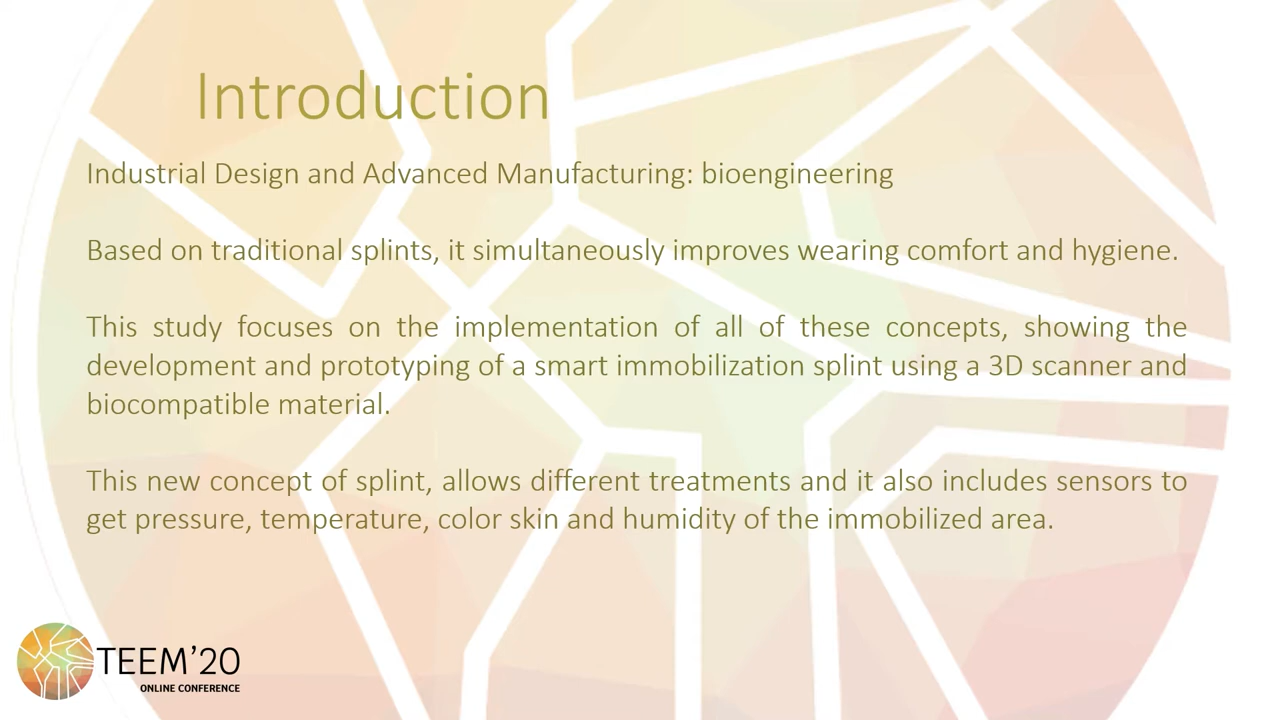 Introduction
Industrial Design and Advanced Manufacturing: bioengineering
Based on traditional splints, it simultaneously improves wearing comfort and hygiene.
This study focuses on the implementation of all of these concepts, showing the
development and prototyping of a smart immobilization splint using a 3D scanner and
biocompatible material.
This new concept of splint, allows different treatments and it also includes sensors to
get pressure, temperature, color skin and humidity of the immobilized area.
TEEM’20
ONLINE CONFERENCE